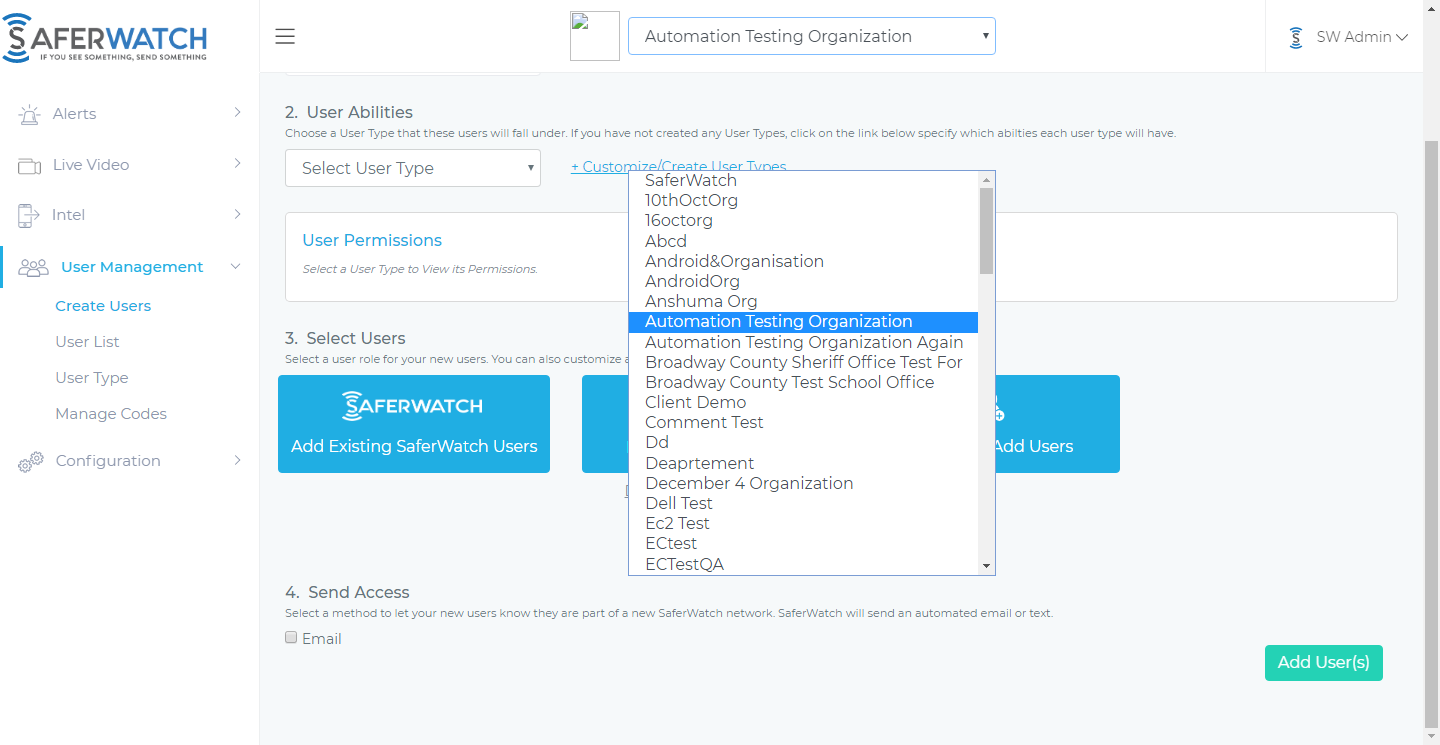 SAFERWATCH
IF YOU SEE SOMETHING, SEND SOMETHING
Automation Testing Organization
SW Admin
Alerts
Live Video
Intel
User Management
Create Users
User List
User Type
Manage Codes
Configuration
2. User Abilities
Choose a User Type that these users will fall under. If you have not created any User Types, click on the link below specify which abilties each user type will have.
Select User Type
+ Customize/Create User Types
User Permissions
Select a User Type to View its Permissions.
SaferWatch
10thOctOrg
16octorg
Abcd
Android&Organisation
AndroidOrg
Anshuma Org
Automation Testing Organization
Automation Testing Organization Again
Broadway County Sheriff Office Test For
Broadway County Test School Office
Client Demo
Comment Test
Dd
Deaprtement
December 4 Organization
Dell Test
Ec2 Test
ECtest
ECTestQA
3. Select Users
Select a user role for your new users. You can also customize
SAFERWATCH
Add Existing SaferWatch Users
Add Users
4. Send Access
Select a method to let your new users know they are part of a new SaferWatch network. SaferWatch will send an automated email or text.
Email
Add User(s)